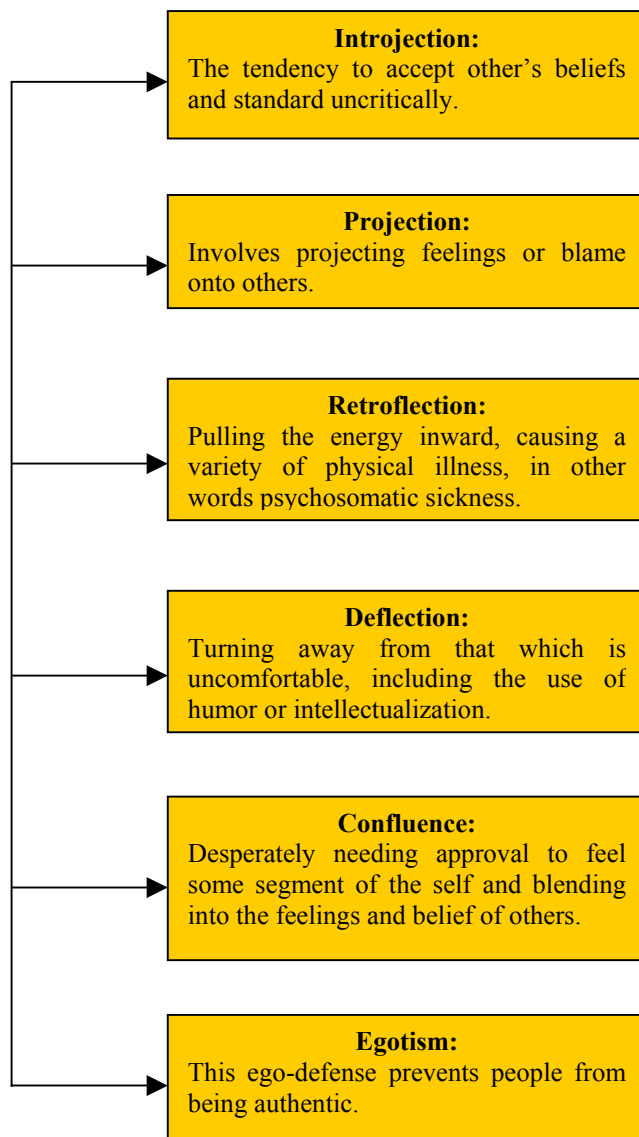 Introjection:
The tendency to accept other’s beliefs
and standard uncritically.
Projection:
Involves projecting feelings or blame
onto others.
Retroflection:
Pulling the energy inward, causing a
variety of physical illness, in other
words psychosomatic sickness.
Deflection:
Turning away from that which is
uncomfortable, including the use of
humor or intellectualization.
Confluence:
Desperately needing approval to feel
some segment of the self and blending
into the feelings and belief of others.
Egotism:
This ego-defense prevents people from
being authentic.